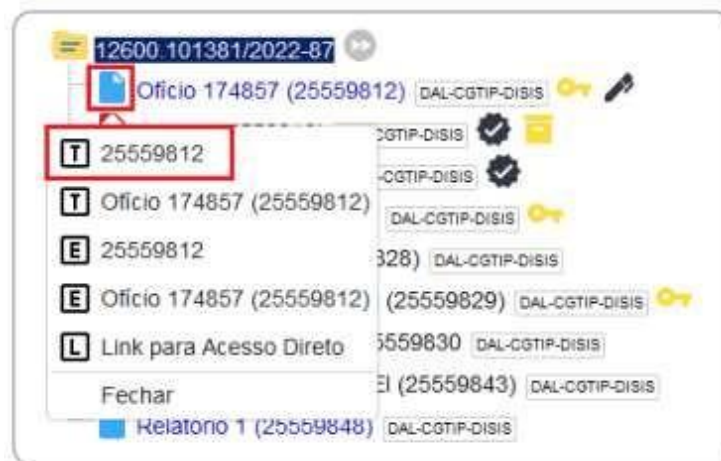 12600.101381/2022-87
Ofício 174857 (25559812) DAL-CGTIP-DISIS
CGTIP-DISIS
T 25559812
-CGTIP-DISIS
T Ofício 174857 (25559812) DAL-CGTIP-DISIS
E 25559812 328) DAL-CGTIP-DISIS
E Ofício 174857 (25559812) (25559829) DAL-CGTIP-DISIS
L Link para Acesso Direto 5559830 DAL-CGTIP-DISIS
Fechar EI (25559843) DAL-CGTIP-DISIS
Relatório 1 (25559848) DAL-CGTIP-DISIS